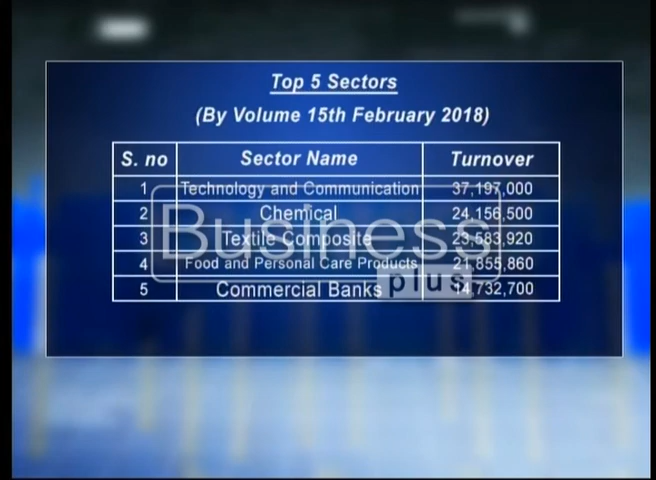 Top 5 Sectors
(By Volume 15th February 2018)
S. no Sector Name Turnover
1 Technology and Communication 37,197,000
2 Chemical 24,156,500
3 Textile Composite 23,583,920
4 Food and Personal Care Products 21,855,860
5 Commercial Banks 14,732,700
Business
plus